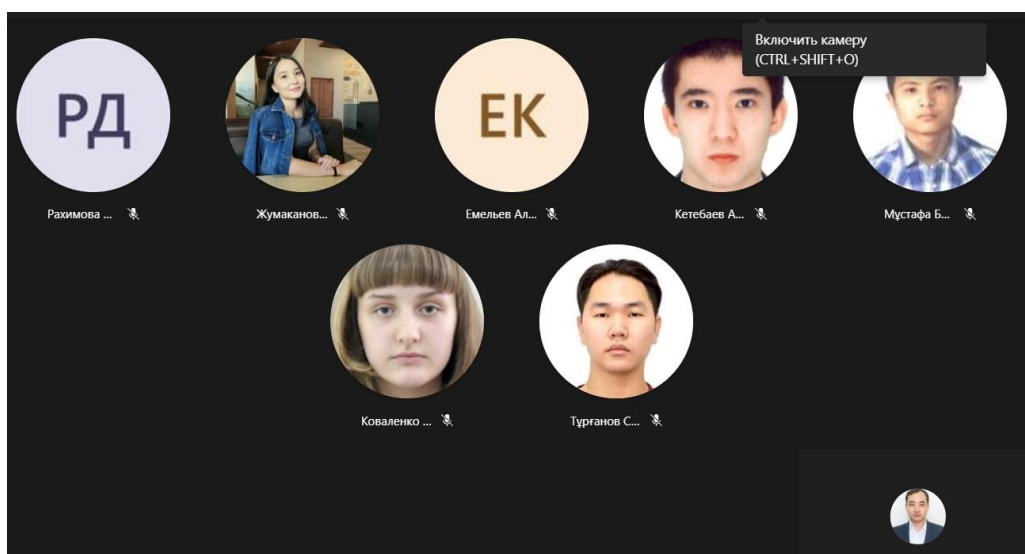 Включить камеру
(CTRL+SHIFT+O)
РД
ЕК
Рахимова ...
Жумаканов...
Емельев Ал...
Кетебаев А...
Мұстафа Б...
Коваленко ...
Тұрғанов С...